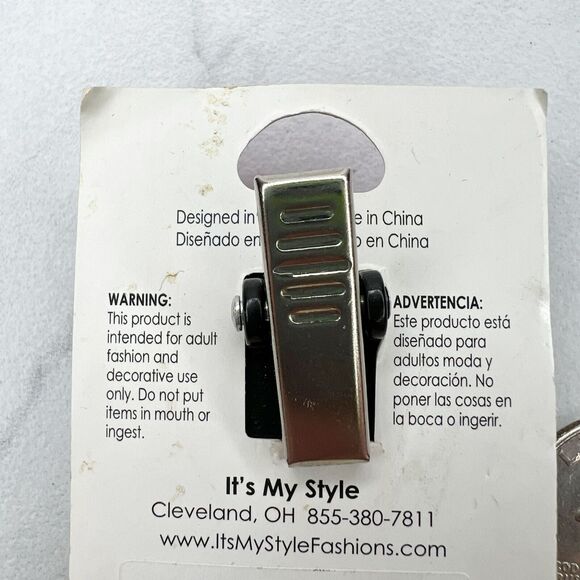 Designed in e in China
Diseñado en o en China
WARNING:
This product is
intended for adult
fashion and
decorative use
only. Do not put
items in mouth or
ingest.
ADVERTENCIA:
Este producto está
diseñado para
adultos moda y
decoración. No
poner las cosas en
la boca o ingerir.
It's My Style
Cleveland, OH 855-380-7811
www.ItsMyStyleFashions.com